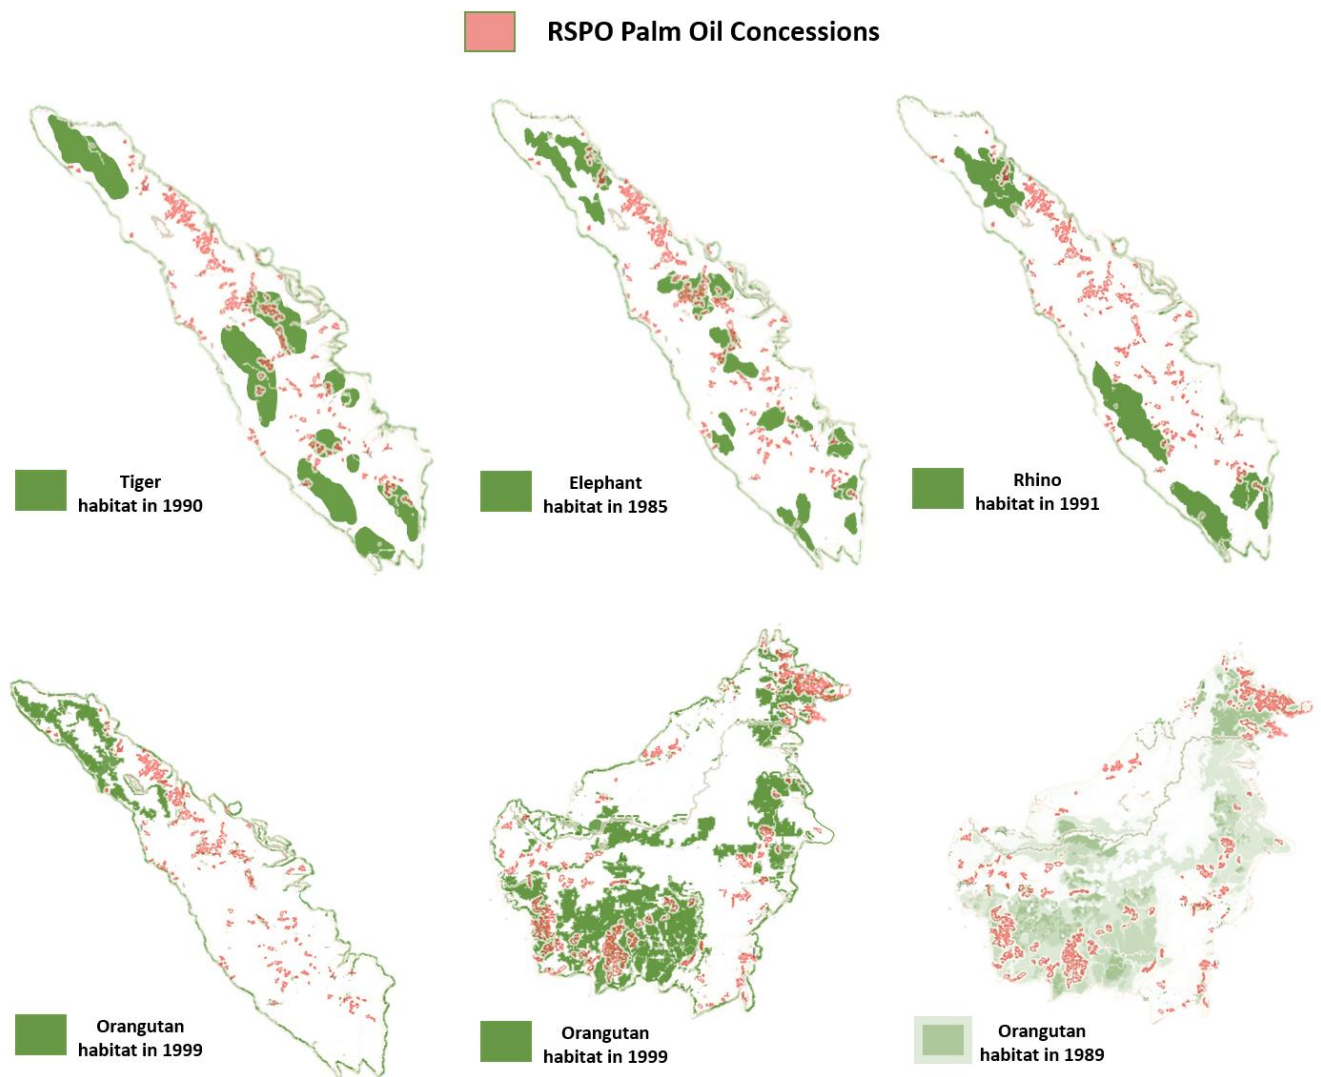 RSPO Palm Oil Concessions
Tiger
habitat in 1990
Elephant
habitat in 1985
Rhino
habitat in 1991
Orangutan
habitat in 1999
Orangutan
habitat in 1999
Orangutan
habitat in 1989